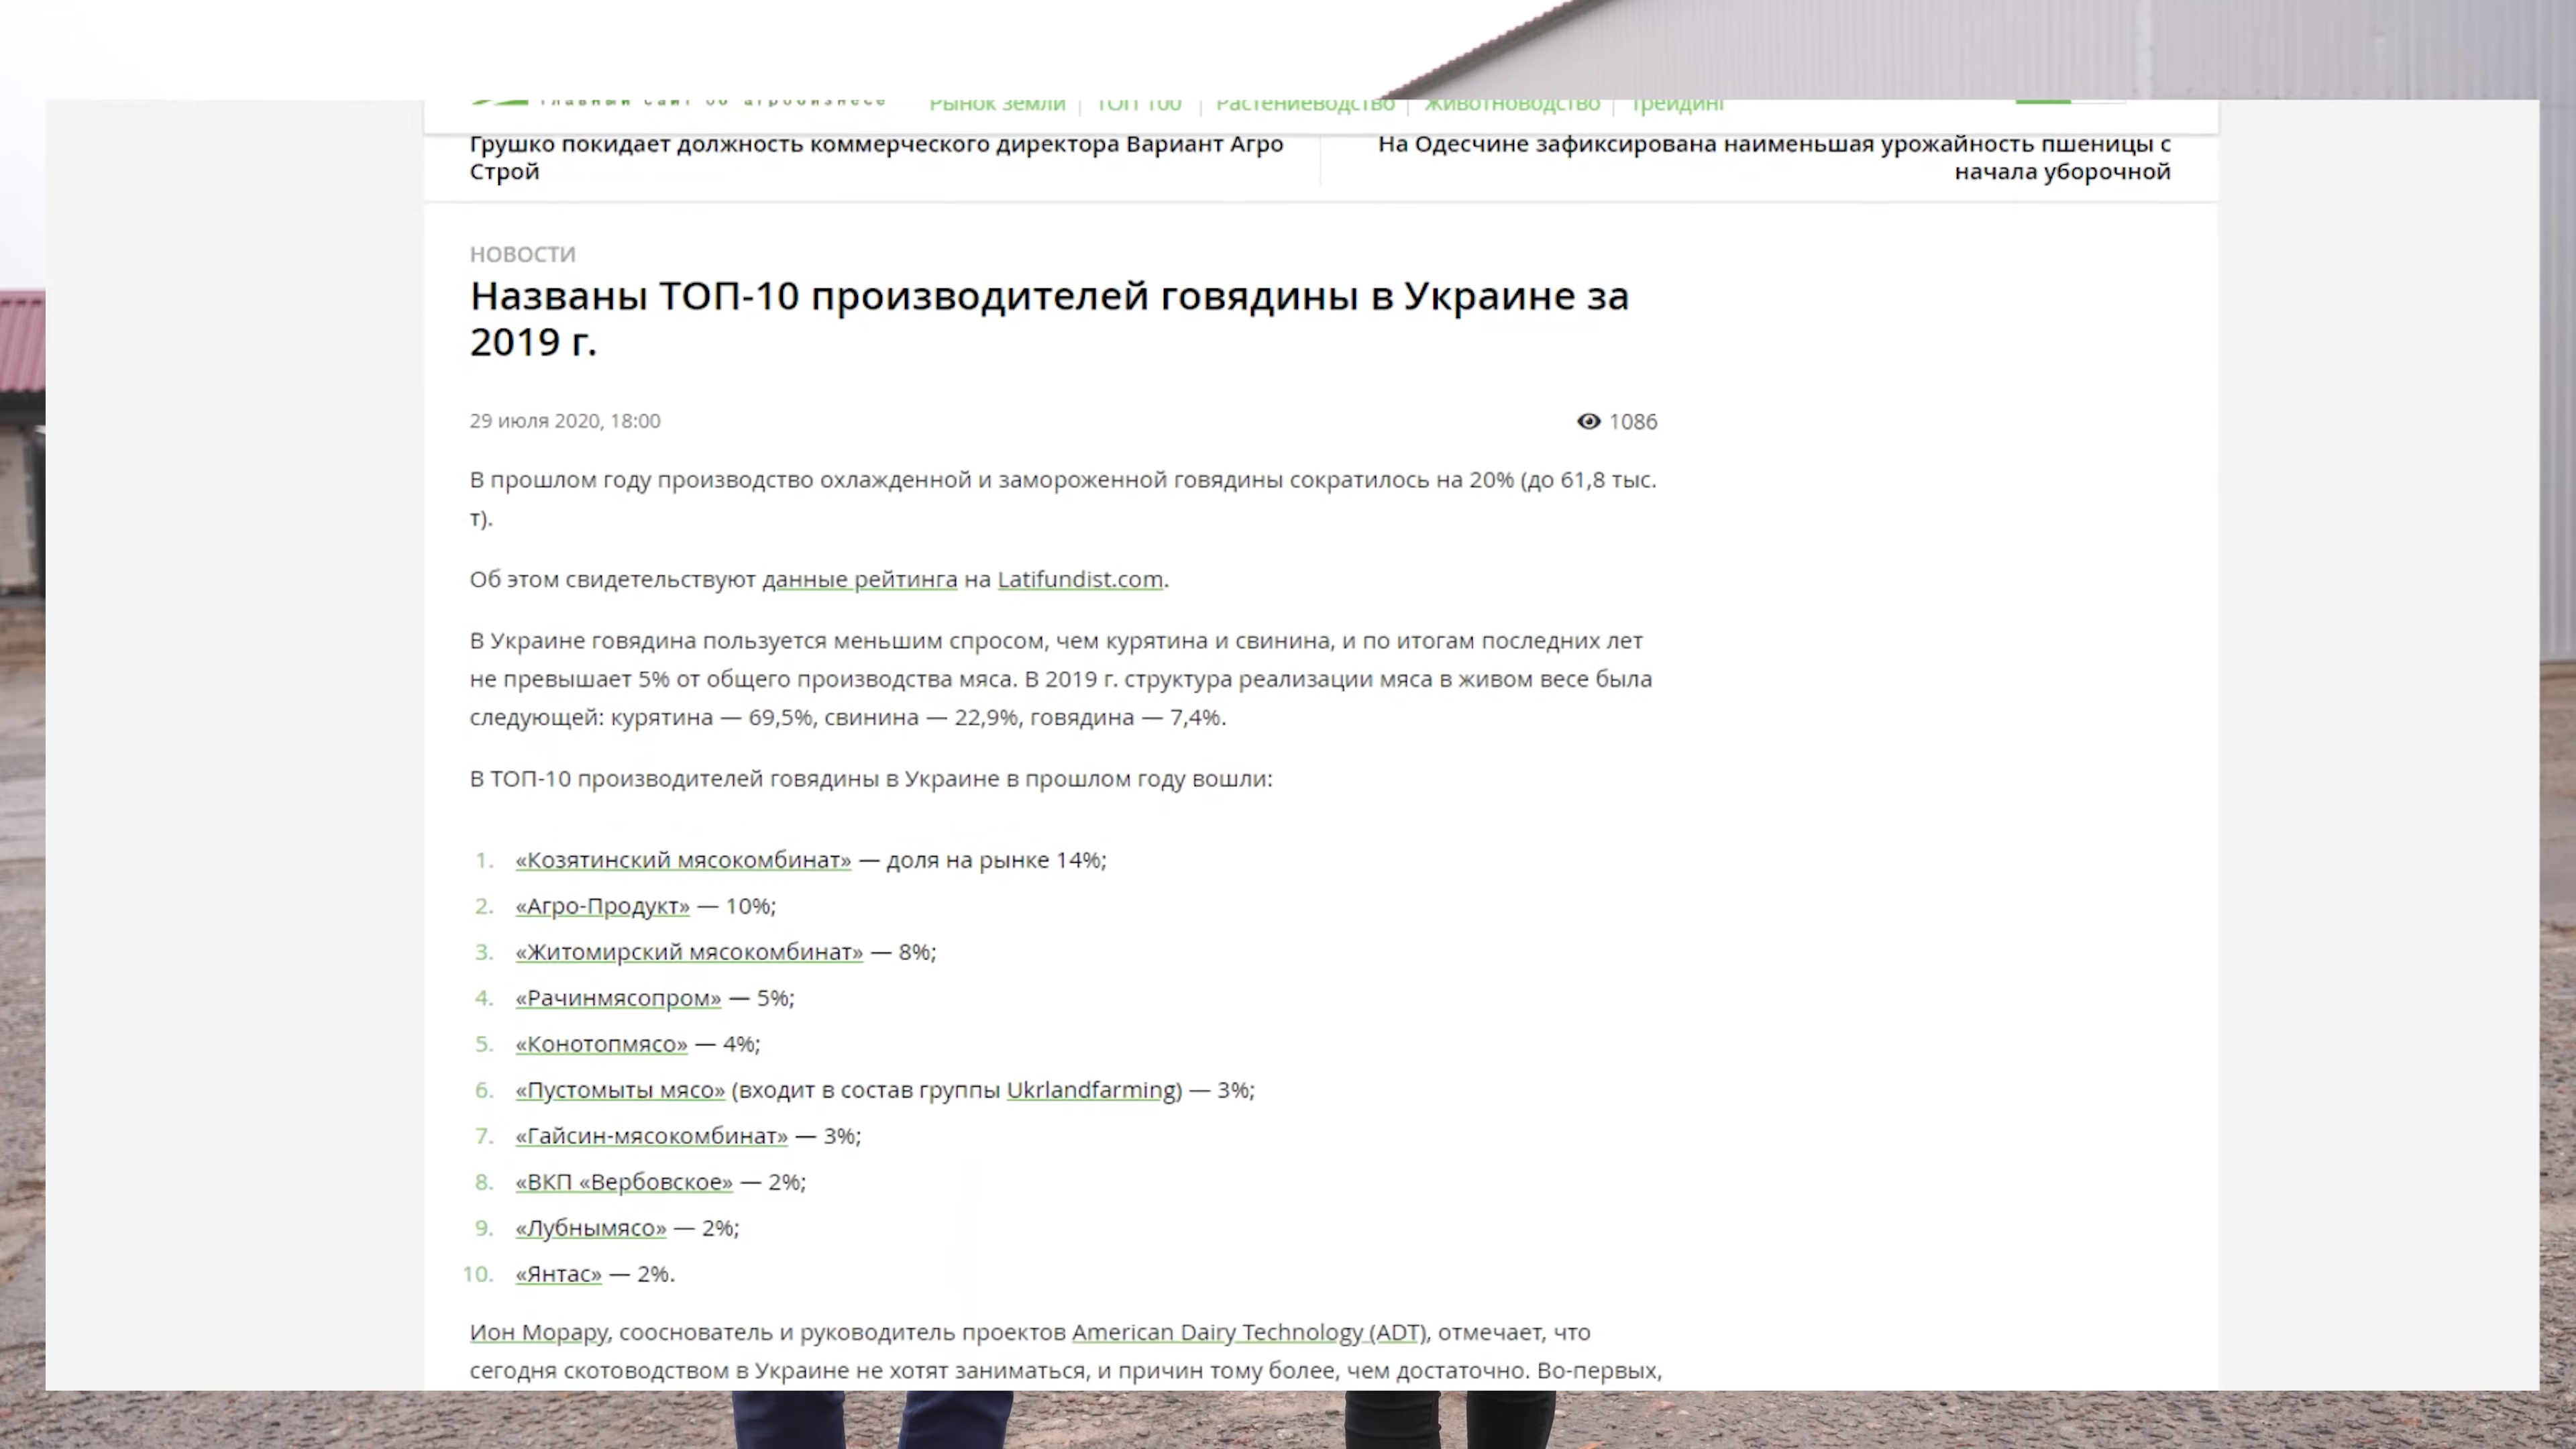 главный сайт об агробизнесе
Рынок земли
ТОП 100
Растениеводство
Животноводство
Трейдинг
Грушко покидает должность коммерческого директора Вариант Агро
Строй
На Одесчине зафиксирована наименьшая урожайность пшеницы с
начала уборочной
НОВОСТИ
Названы ТОП-10 производителей говядины в Украине за
2019 г.
29 июля 2020, 18:00
1086
В прошлом году производство охлажденной и замороженной говядины сократилось на 20% (до 61,8 тыс.
т).
Об этом свидетельствуют данные рейтинга на Latifundist.com.
В Украине говядина пользуется меньшим спросом, чем курятина и свинина, и по итогам последних лет
не превышает 5% от общего производства мяса. В 2019 г. структура реализации мяса в живом весе была
следующей: курятина — 69,5%, свинина — 22,9%, говядина — 7,4%.
В ТОП-10 производителей говядины в Украине в прошлом году вошли:
1. «Козятинский мясокомбинат» — доля на рынке 14%;
2. «Агро-Продукт» — 10%;
3. «Житомирский мясокомбинат» — 8%;
4. «Рачинмясопром» — 5%;
5. «Конотопмясо» — 4%;
6. «Пустомыты мясо» (входит в состав группы Ukrlandfarming) — 3%;
7. «Гайсин-мясокомбинат» — 3%;
8. «ВКП «Вербовское» — 2%;
9. «Лубнымясо» — 2%;
10. «Янтас» — 2%.
Ион Морару, сооснователь и руководитель проектов American Dairy Technology (ADT), отмечает, что
сегодня скотоводством в Украине не хотят заниматься, и причин тому более, чем достаточно. Во-первых,